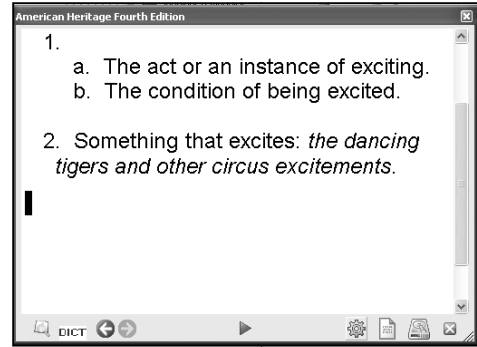 American Heritage Fourth Edition
1.
a. The act or an instance of exciting.
b. The condition of being excited.
2. Something that excites: the dancing
tigers and other circus excitements.
DICT